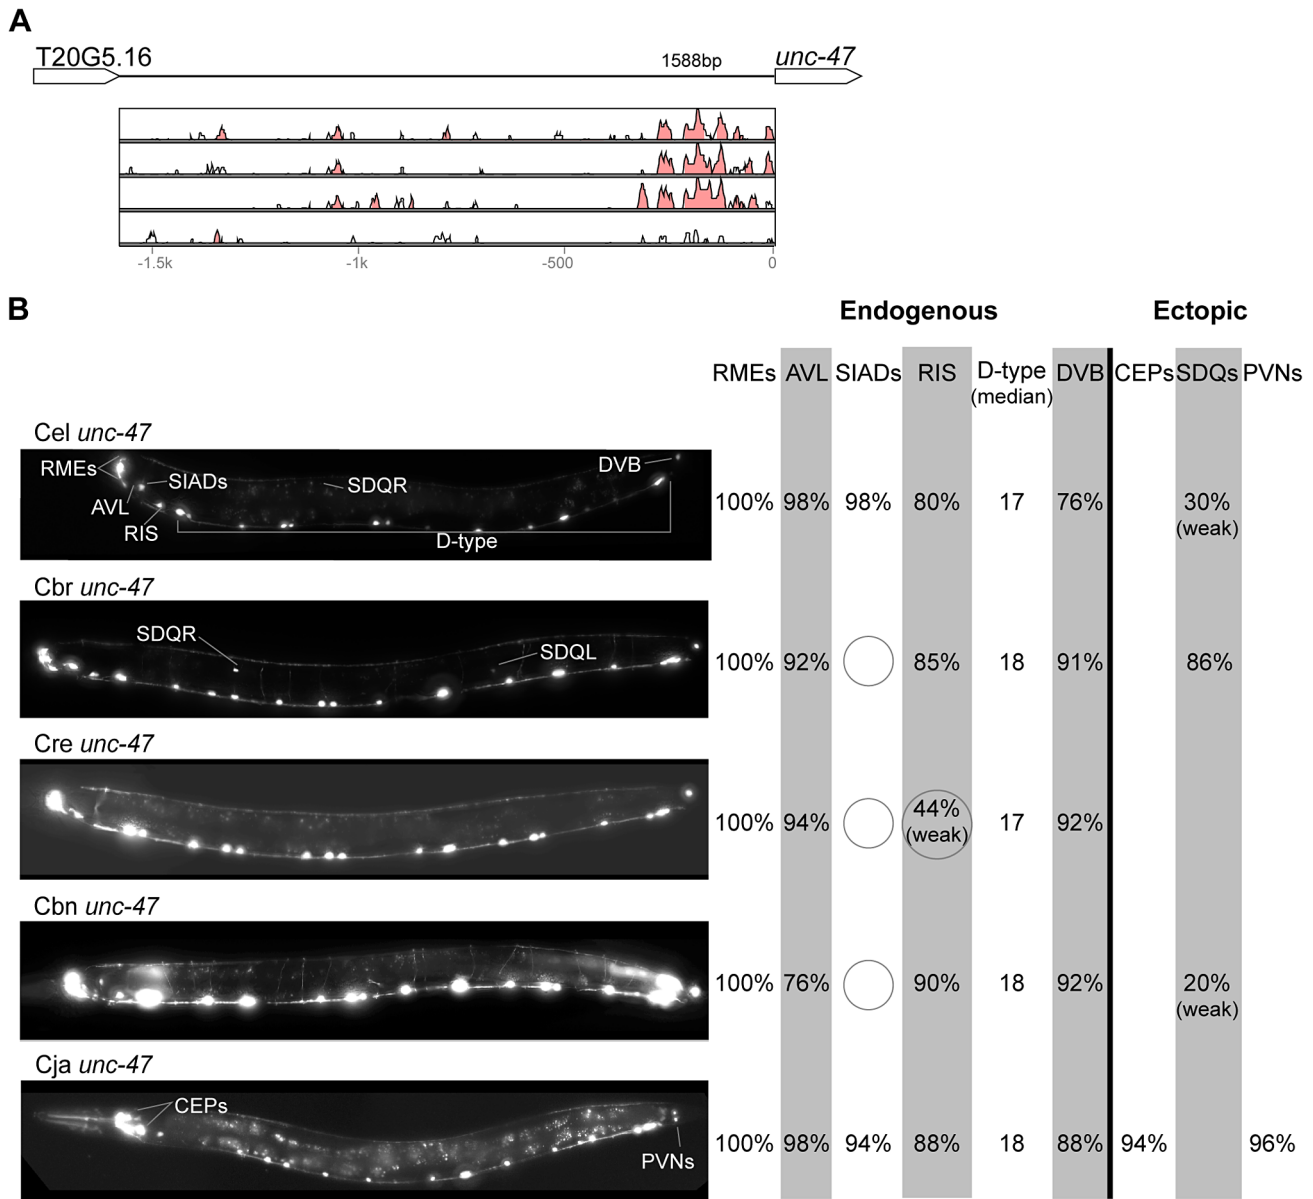 A
T20G5.16
1588bp
unc-47
-1.5k
-1k
-500
0
B
Endogenous
Ectopic
RMEs AVL SIADs RIS D-type (median) DVB CEPs SDQs PVNs
Cel unc-47
RMEs
AVL
SIADs
RIS
SDQR
D-type
DVB
100% 98% 98% 80% 17 76% 30% (weak)
Cbr unc-47
SDQR
SDQL
100% 92% 85% 18 91% 86%
Cre unc-47
100% 94% 44% (weak) 17 92%
Cbn unc-47
100% 76% 90% 18 92% 20% (weak)
Cja unc-47
CEPs
PVNs
100% 98% 94% 88% 18 88% 94% 96%